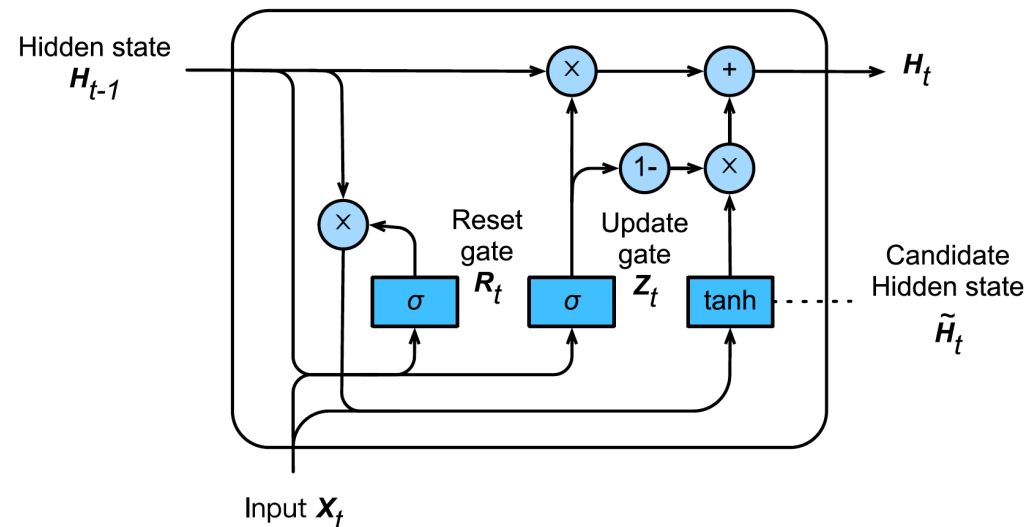 Hidden state
H_{t-1}
×
+
H_t
1-
×
×
Reset
gate
R_t
Update
gate
Z_t
σ
σ
tanh
Candidate
Hidden state
H̃_t
Input X_t